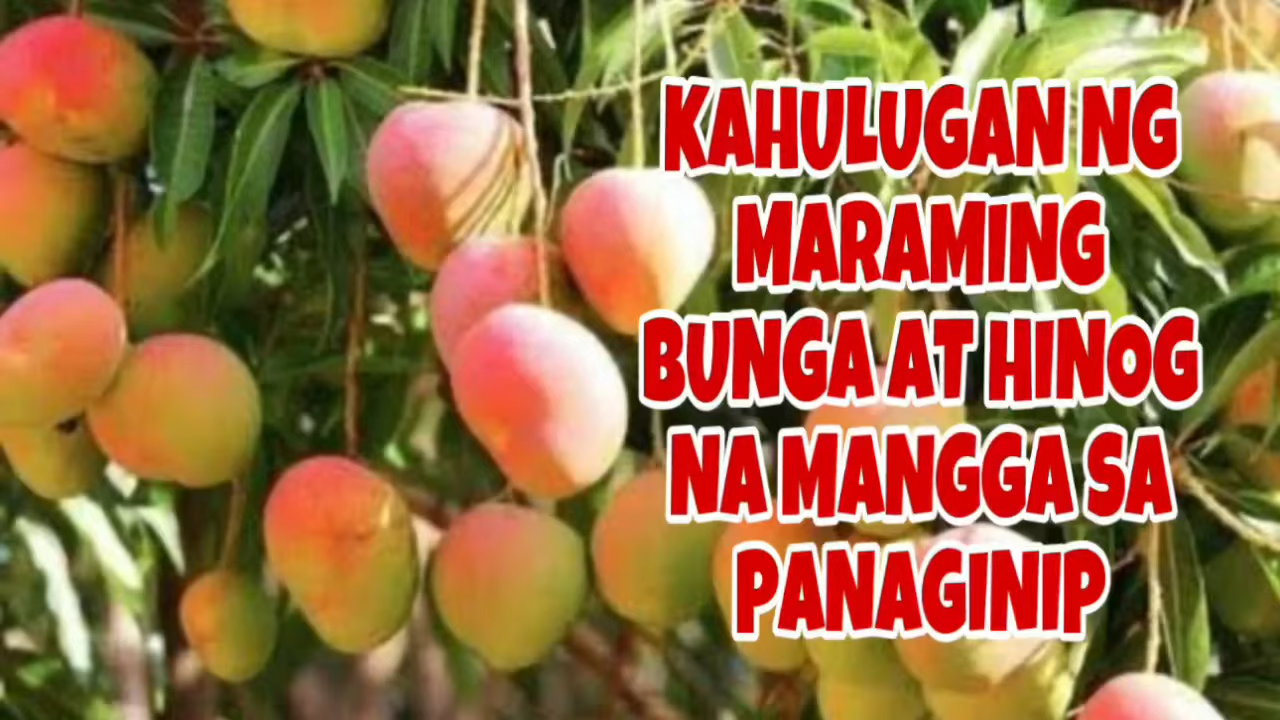 KAHULUGAN NG
MARAMING
BUNGA AT HINOG
NA MANGGA SA
PANAGINIP